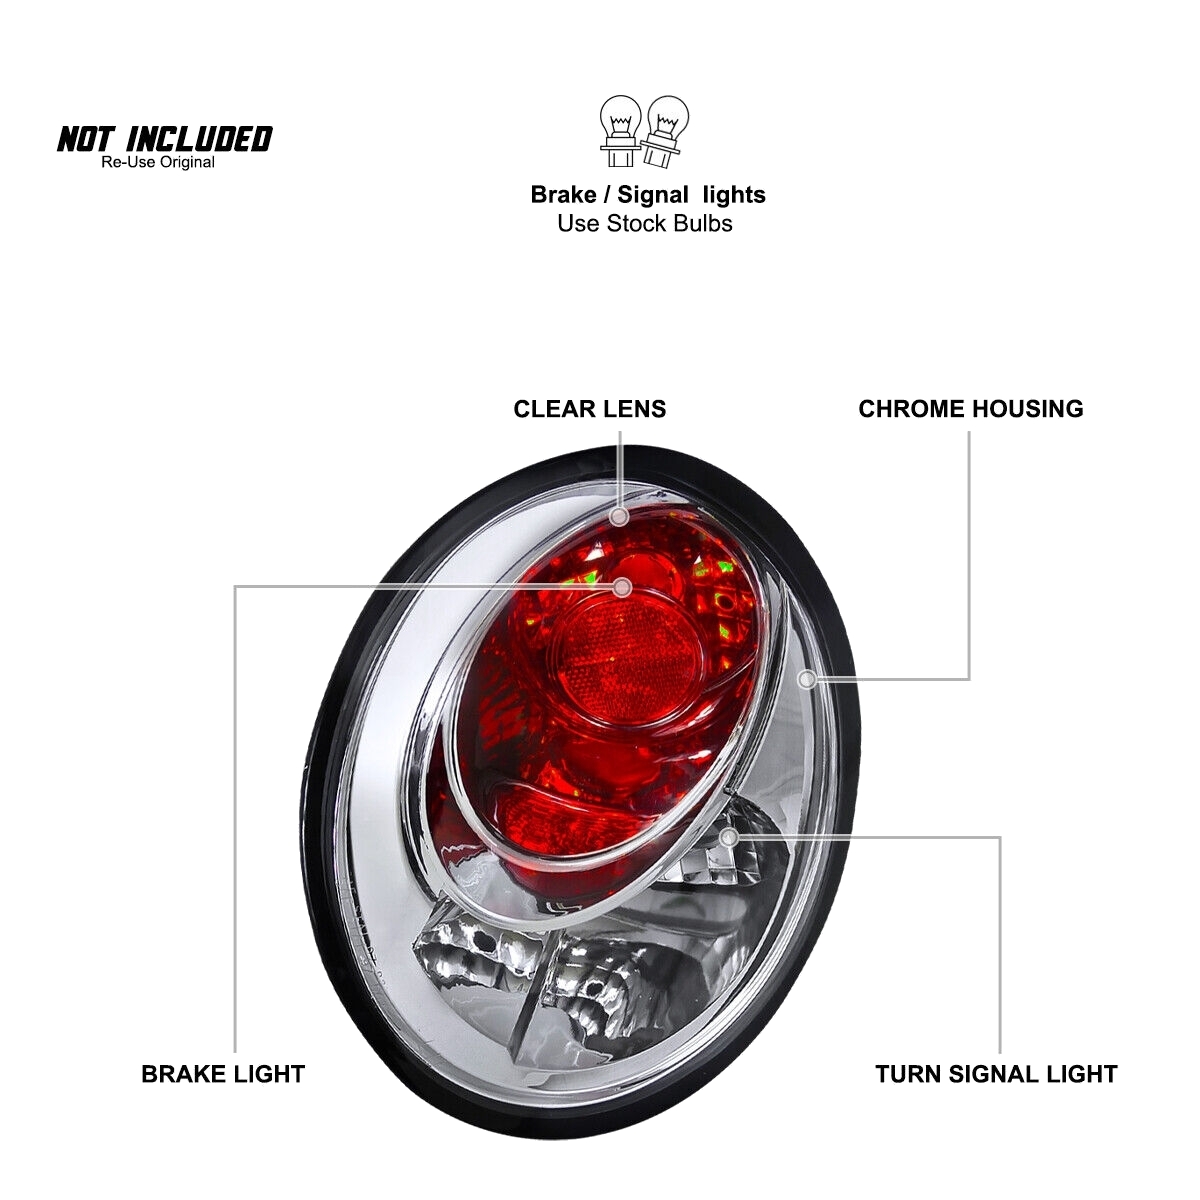 NOT INCLUDED
Re-Use Original
Brake / Signal lights
Use Stock Bulbs
CLEAR LENS
CHROME HOUSING
BRAKE LIGHT
TURN SIGNAL LIGHT